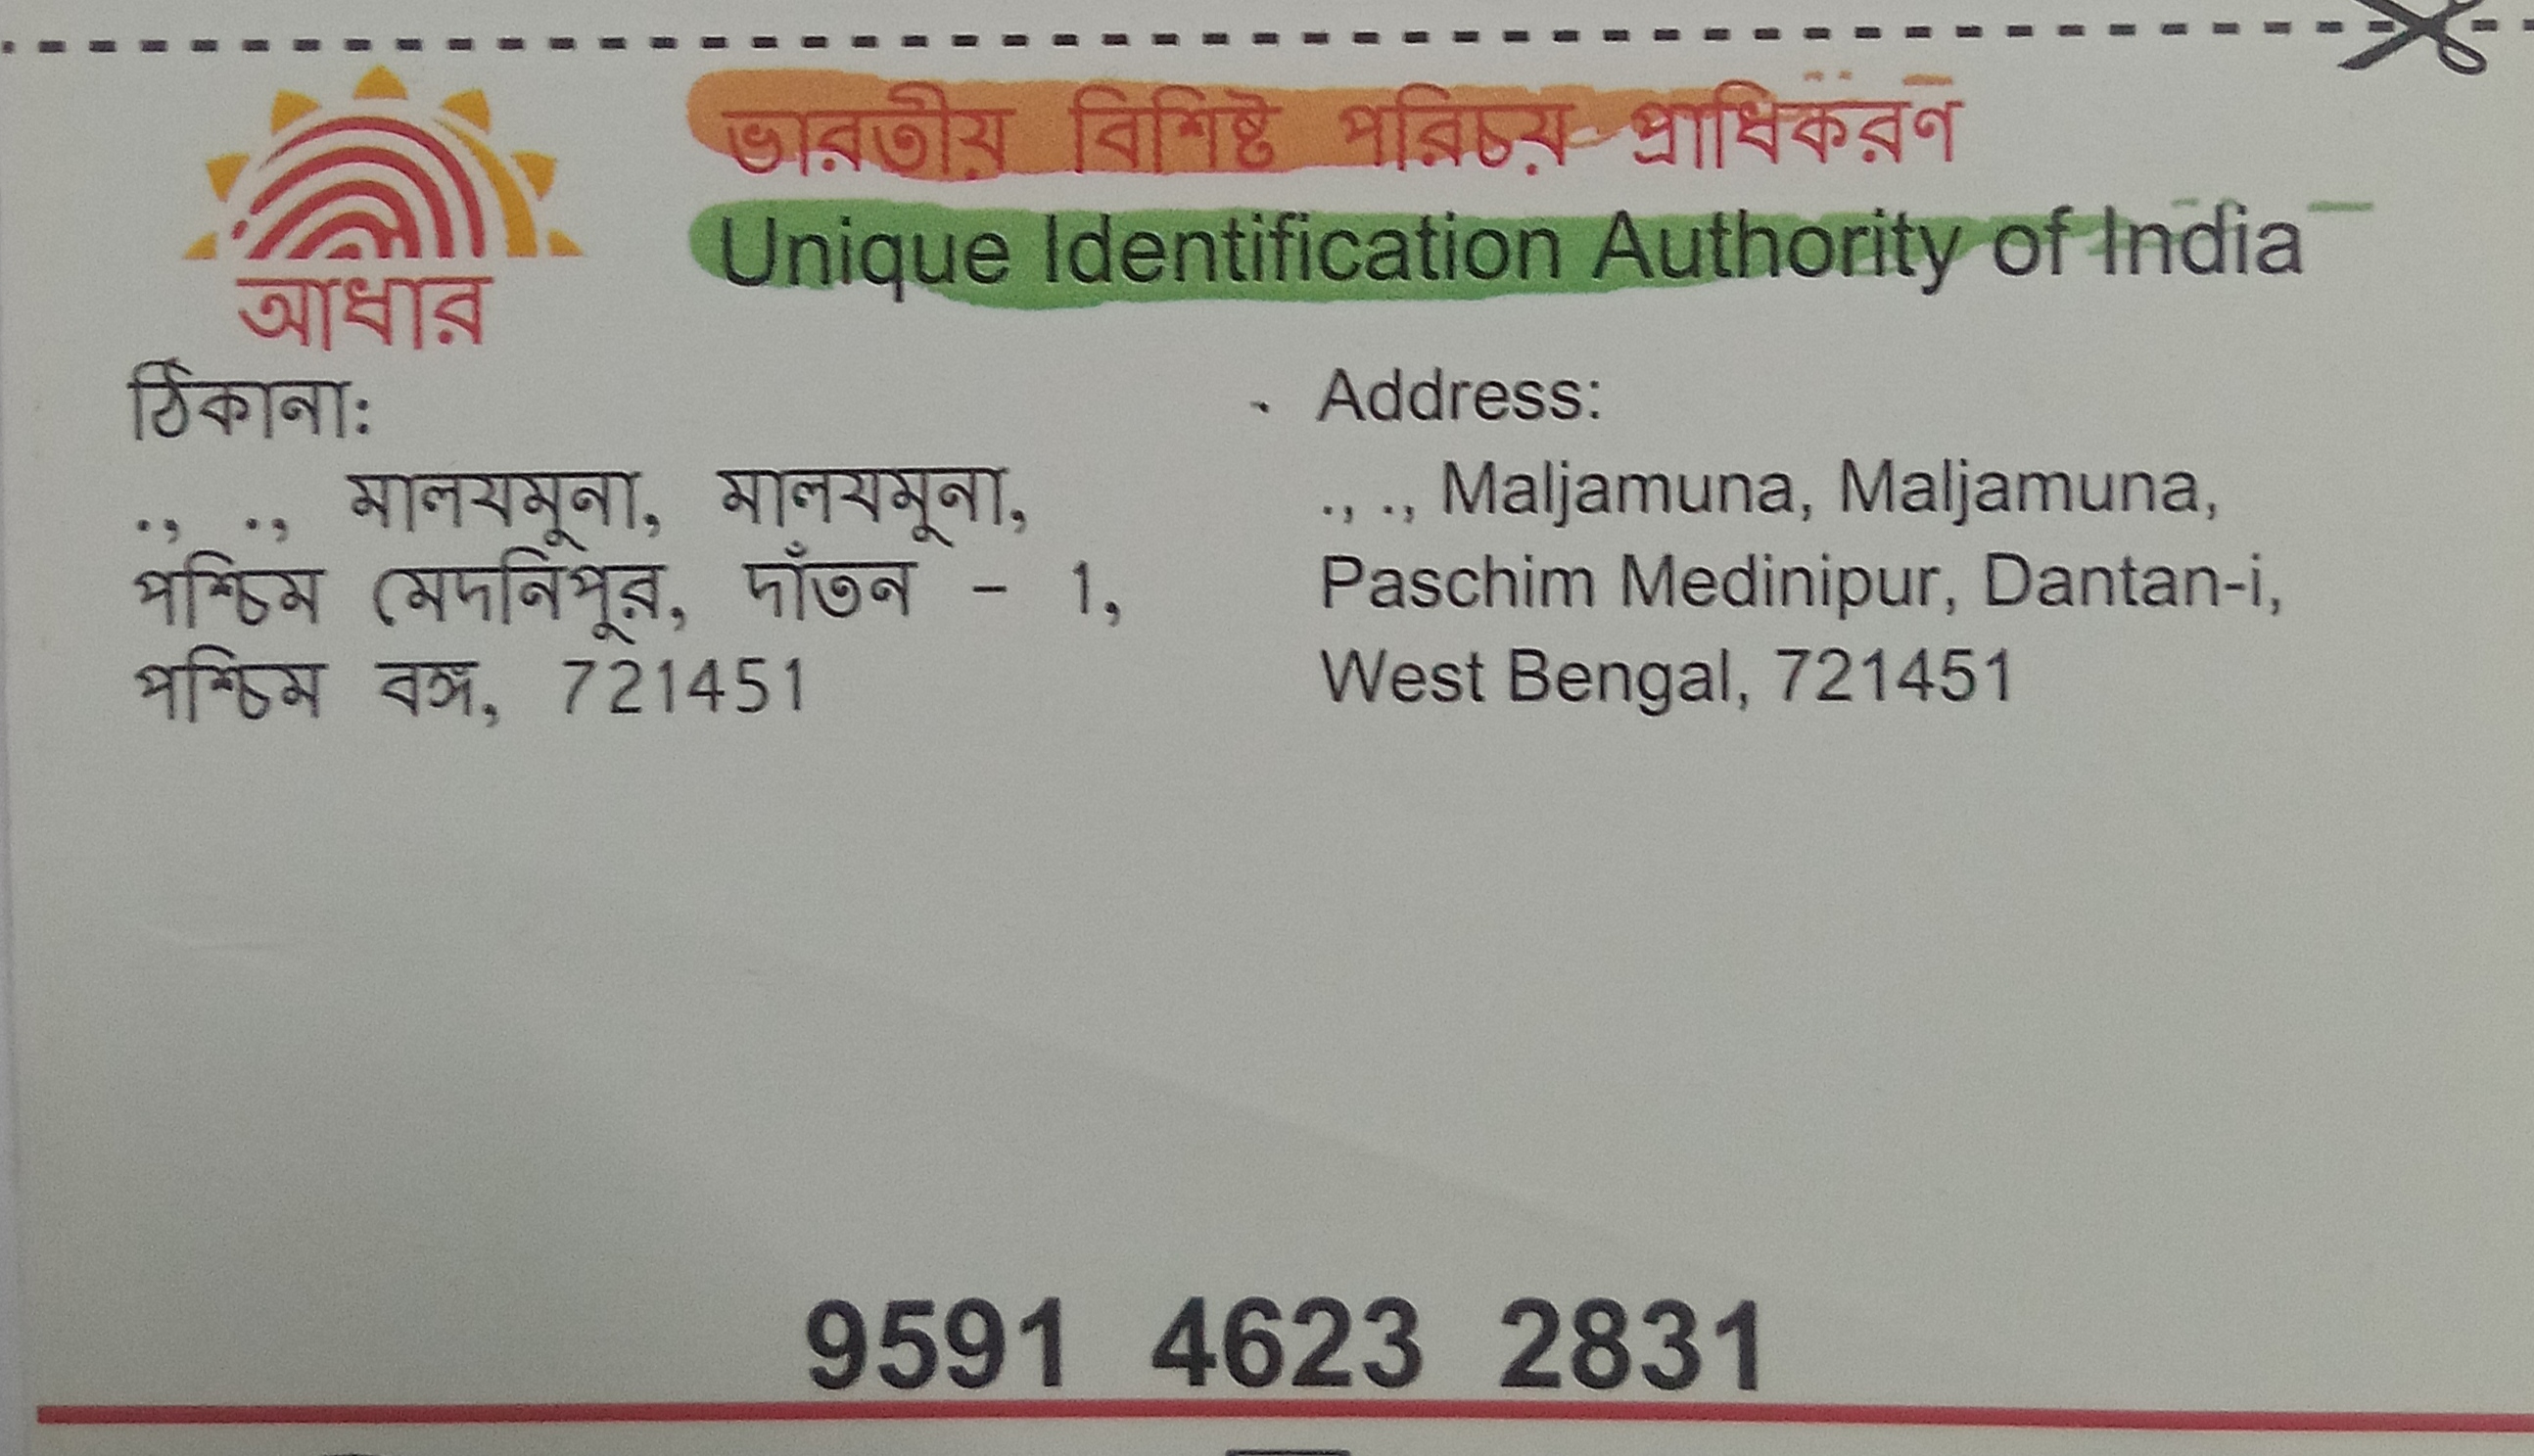 ভারতীয় বিশিষ্ট পরিচয় প্রাধিকরণ
Unique Identification Authority of India
আধার
ঠিকানা:
., ., মালযমূনা, মালযমূনা,
পশ্চিম মেদনিপুর, দাঁতন - 1,
পশ্চিম বঙ্গ, 721451
Address:
., ., Maljamuna, Maljamuna,
Paschim Medinipur, Dantan-i,
West Bengal, 721451
9591 4623 2831